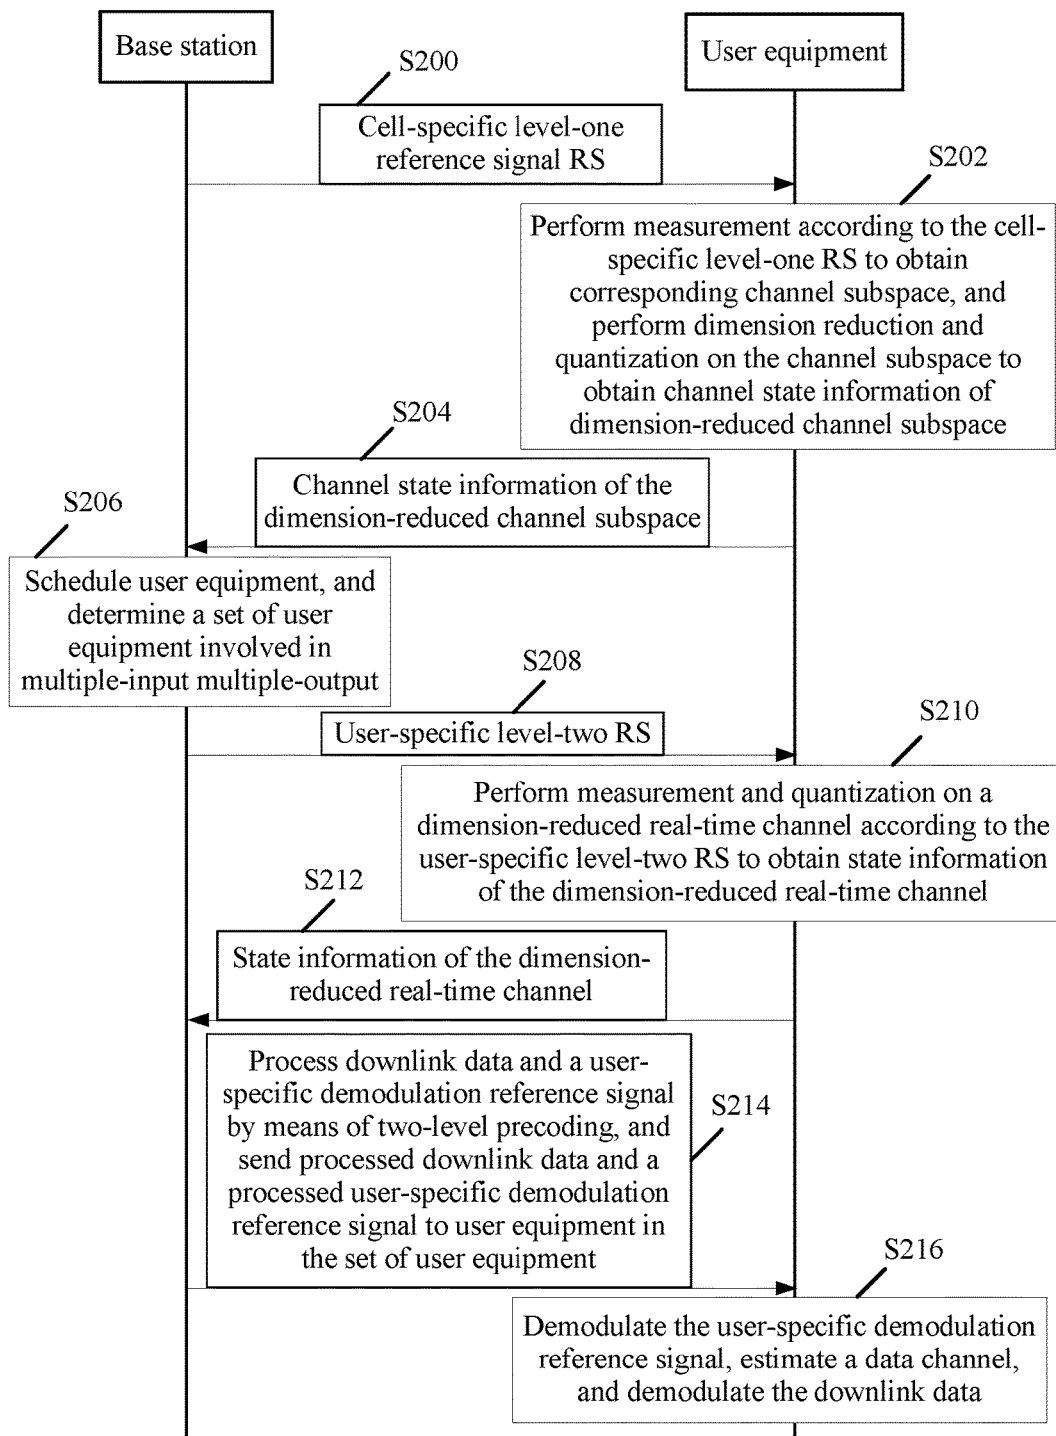 Base station
User equipment
S200
Cell-specific level-one
reference signal RS
S202
Perform measurement according to the cell-
specific level-one RS to obtain
corresponding channel subspace, and
perform dimension reduction and
quantization on the channel subspace to
obtain channel state information of
dimension-reduced channel subspace
S204
Channel state information of the
dimension-reduced channel subspace
S206
Schedule user equipment, and
determine a set of user
equipment involved in
multiple-input multiple-output
S208
User-specific level-two RS
S210
Perform measurement and quantization on a
dimension-reduced real-time channel according to the
user-specific level-two RS to obtain state information
of the dimension-reduced real-time channel
S212
State information of the dimension-
reduced real-time channel
Process downlink data and a user-
specific demodulation reference signal
by means of two-level precoding, and
send processed downlink data and a
processed user-specific demodulation
reference signal to user equipment in
the set of user equipment
S214
S216
Demodulate the user-specific demodulation
reference signal, estimate a data channel,
and demodulate the downlink data